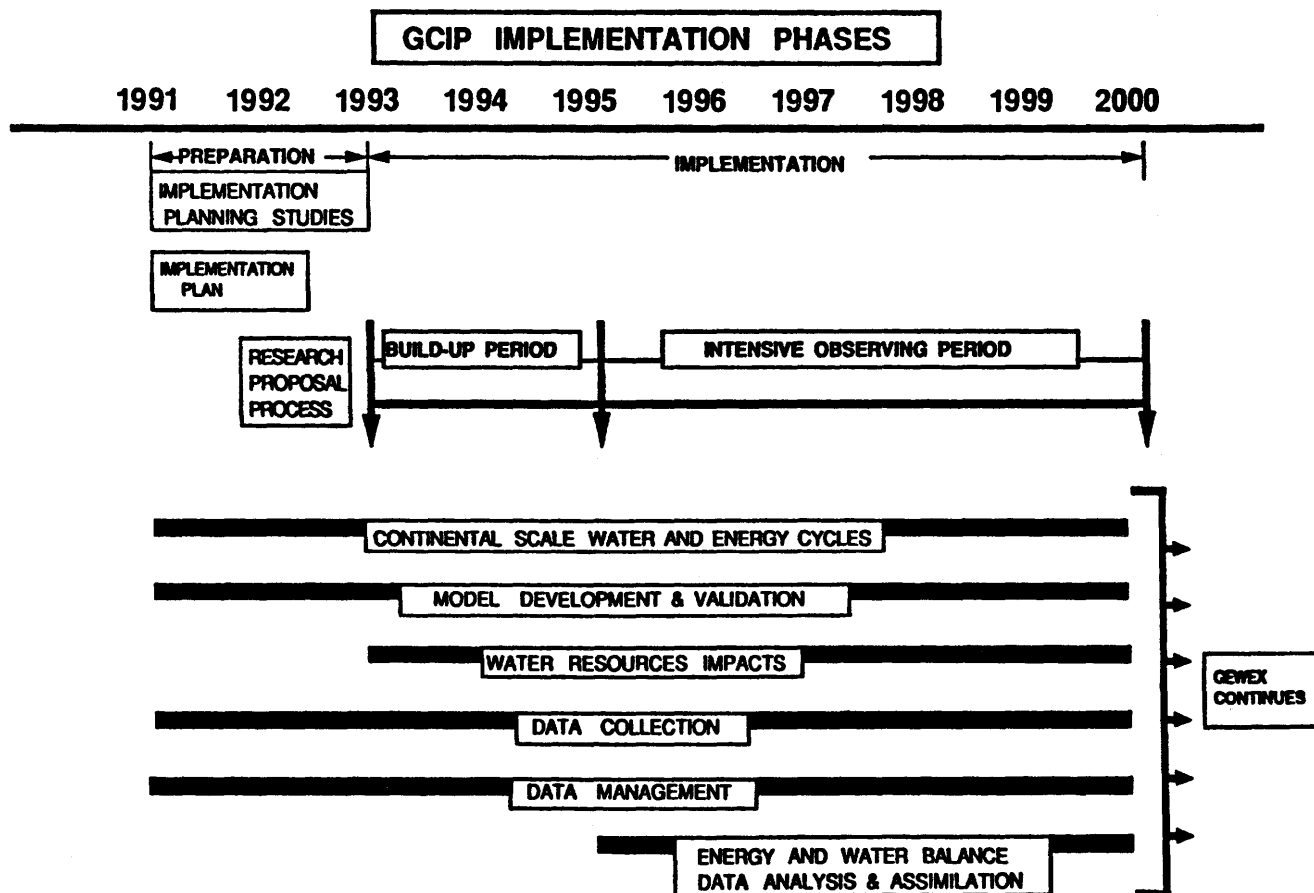 GCIP IMPLEMENTATION PHASES
1991 1992 1993 1994 1995 1996 1997 1998 1999 2000
PREPARATION
IMPLEMENTATION
IMPLEMENTATION
PLANNING STUDIES
IMPLEMENTATION
PLAN
RESEARCH
PROPOSAL
PROCESS
BUILD-UP PERIOD
INTENSIVE OBSERVING PERIOD
CONTINENTAL SCALE WATER AND ENERGY CYCLES
MODEL DEVELOPMENT & VALIDATION
WATER RESOURCES IMPACTS
DATA COLLECTION
DATA MANAGEMENT
ENERGY AND WATER BALANCE
DATA ANALYSIS & ASSIMILATION
GEWEX
CONTINUES